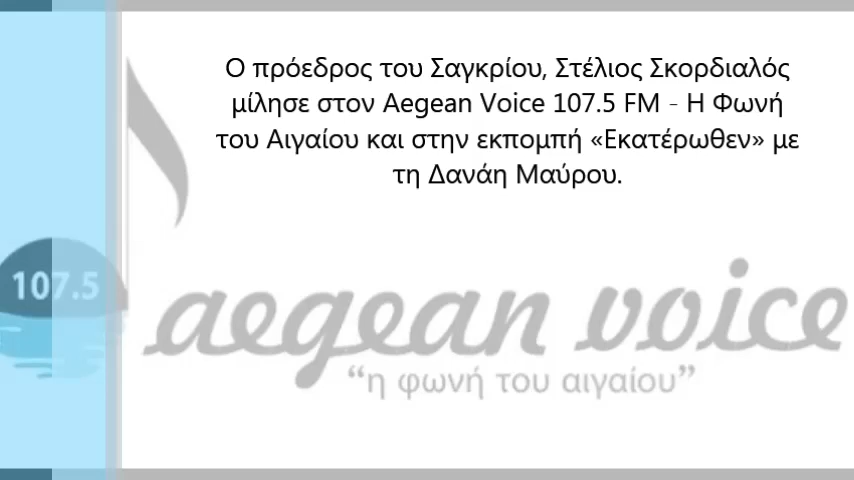 Ο πρόεδρος του Σαγκρίου, Στέλιος Σκορδιαλός
μίλησε στον Aegean Voice 107.5 FM - Η Φωνή
του Αιγαίου και στην εκπομπή «Εκατέρωθεν» με
τη Δανάη Μαύρου.
107.5
aegean voice
“η φωνή του αιγαίου”